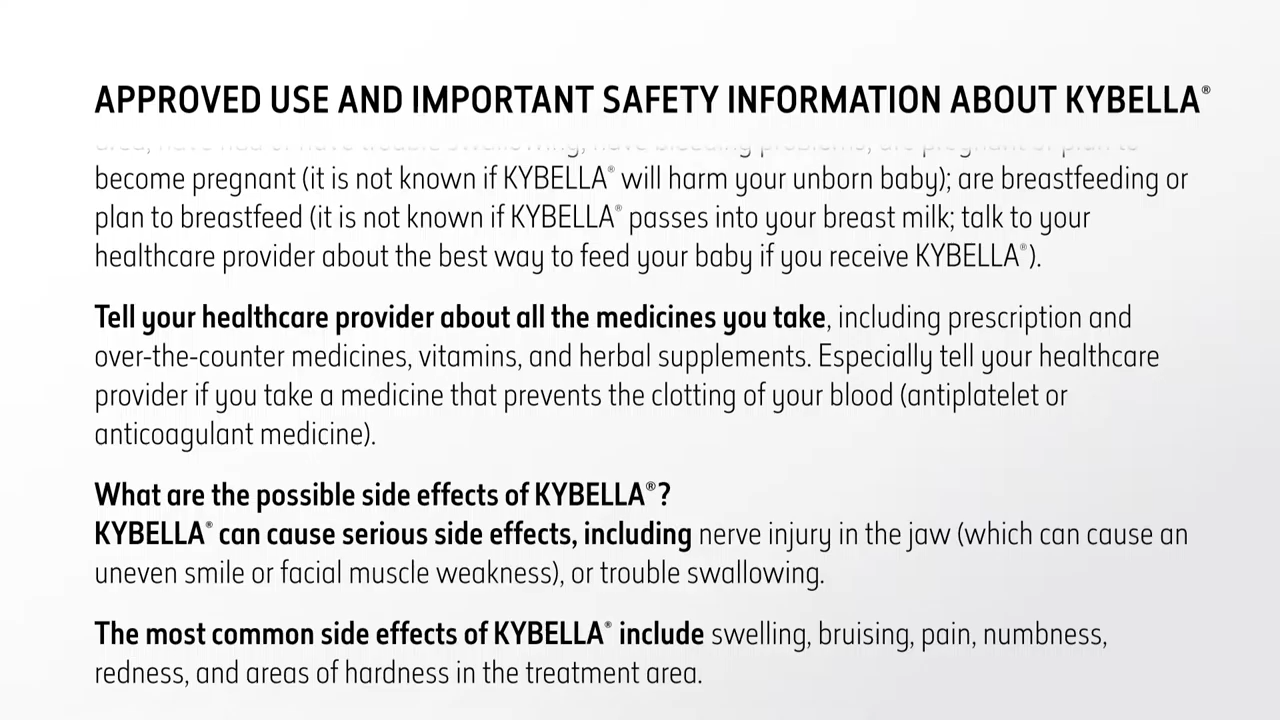 APPROVED USE AND IMPORTANT SAFETY INFORMATION ABOUT KYBELLA®
become pregnant (it is not known if KYBELLA® will harm your unborn baby); are breastfeeding or
plan to breastfeed (it is not known if KYBELLA® passes into your breast milk; talk to your
healthcare provider about the best way to feed your baby if you receive KYBELLA®).
Tell your healthcare provider about all the medicines you take, including prescription and
over-the-counter medicines, vitamins, and herbal supplements. Especially tell your healthcare
provider if you take a medicine that prevents the clotting of your blood (antiplatelet or
anticoagulant medicine).
What are the possible side effects of KYBELLA®?
KYBELLA® can cause serious side effects, including nerve injury in the jaw (which can cause an
uneven smile or facial muscle weakness), or trouble swallowing.
The most common side effects of KYBELLA® include swelling, bruising, pain, numbness,
redness, and areas of hardness in the treatment area.